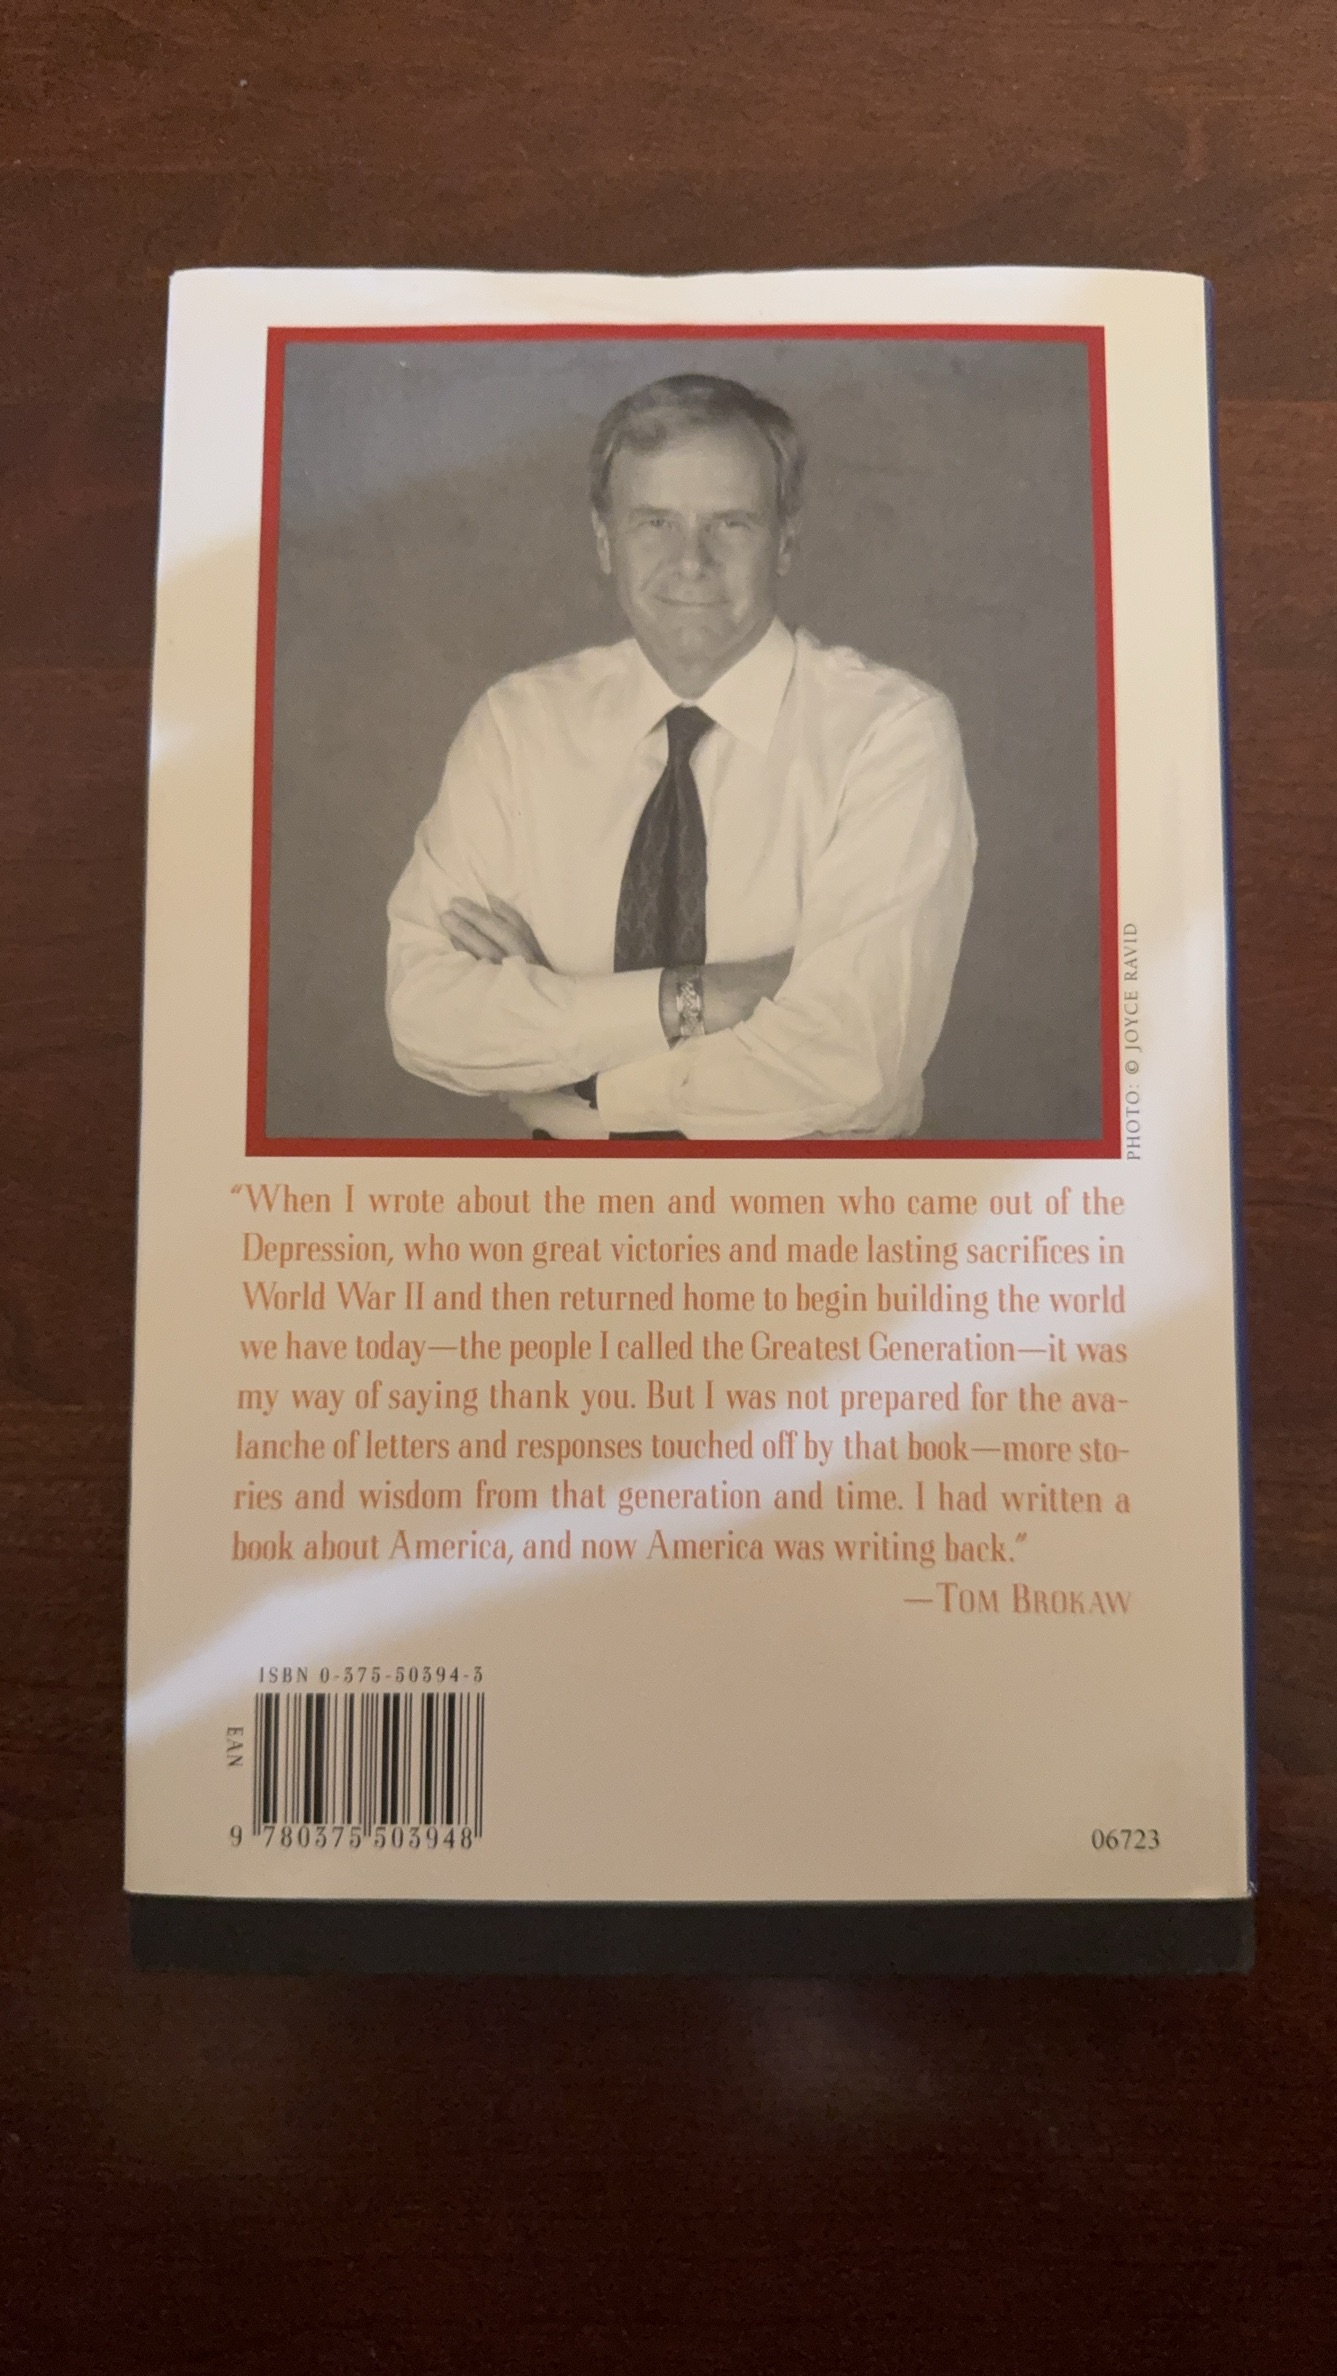 PHOTO: © JOYCE RAVID
“When I wrote about the men and women who came out of the
Depression, who won great victories and made lasting sacrifices in
World War II and then returned home to begin building the world
we have today—the people I called the Greatest Generation—it was
my way of saying thank you. But I was not prepared for the ava-
lanche of letters and responses touched off by that book—more sto-
ries and wisdom from that generation and time. I had written a
book about America, and now America was writing back.”
—TOM BROKAW
ISBN 0-375-50394-3
EAN
9 780375 503948
06723